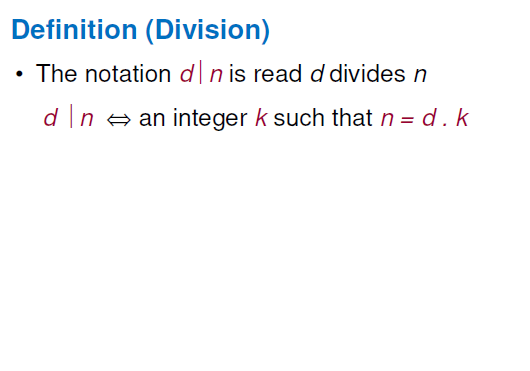 Definition (Division)
• The notation d | n is read d divides n
d | n ⇔ an integer k such that n = d . k